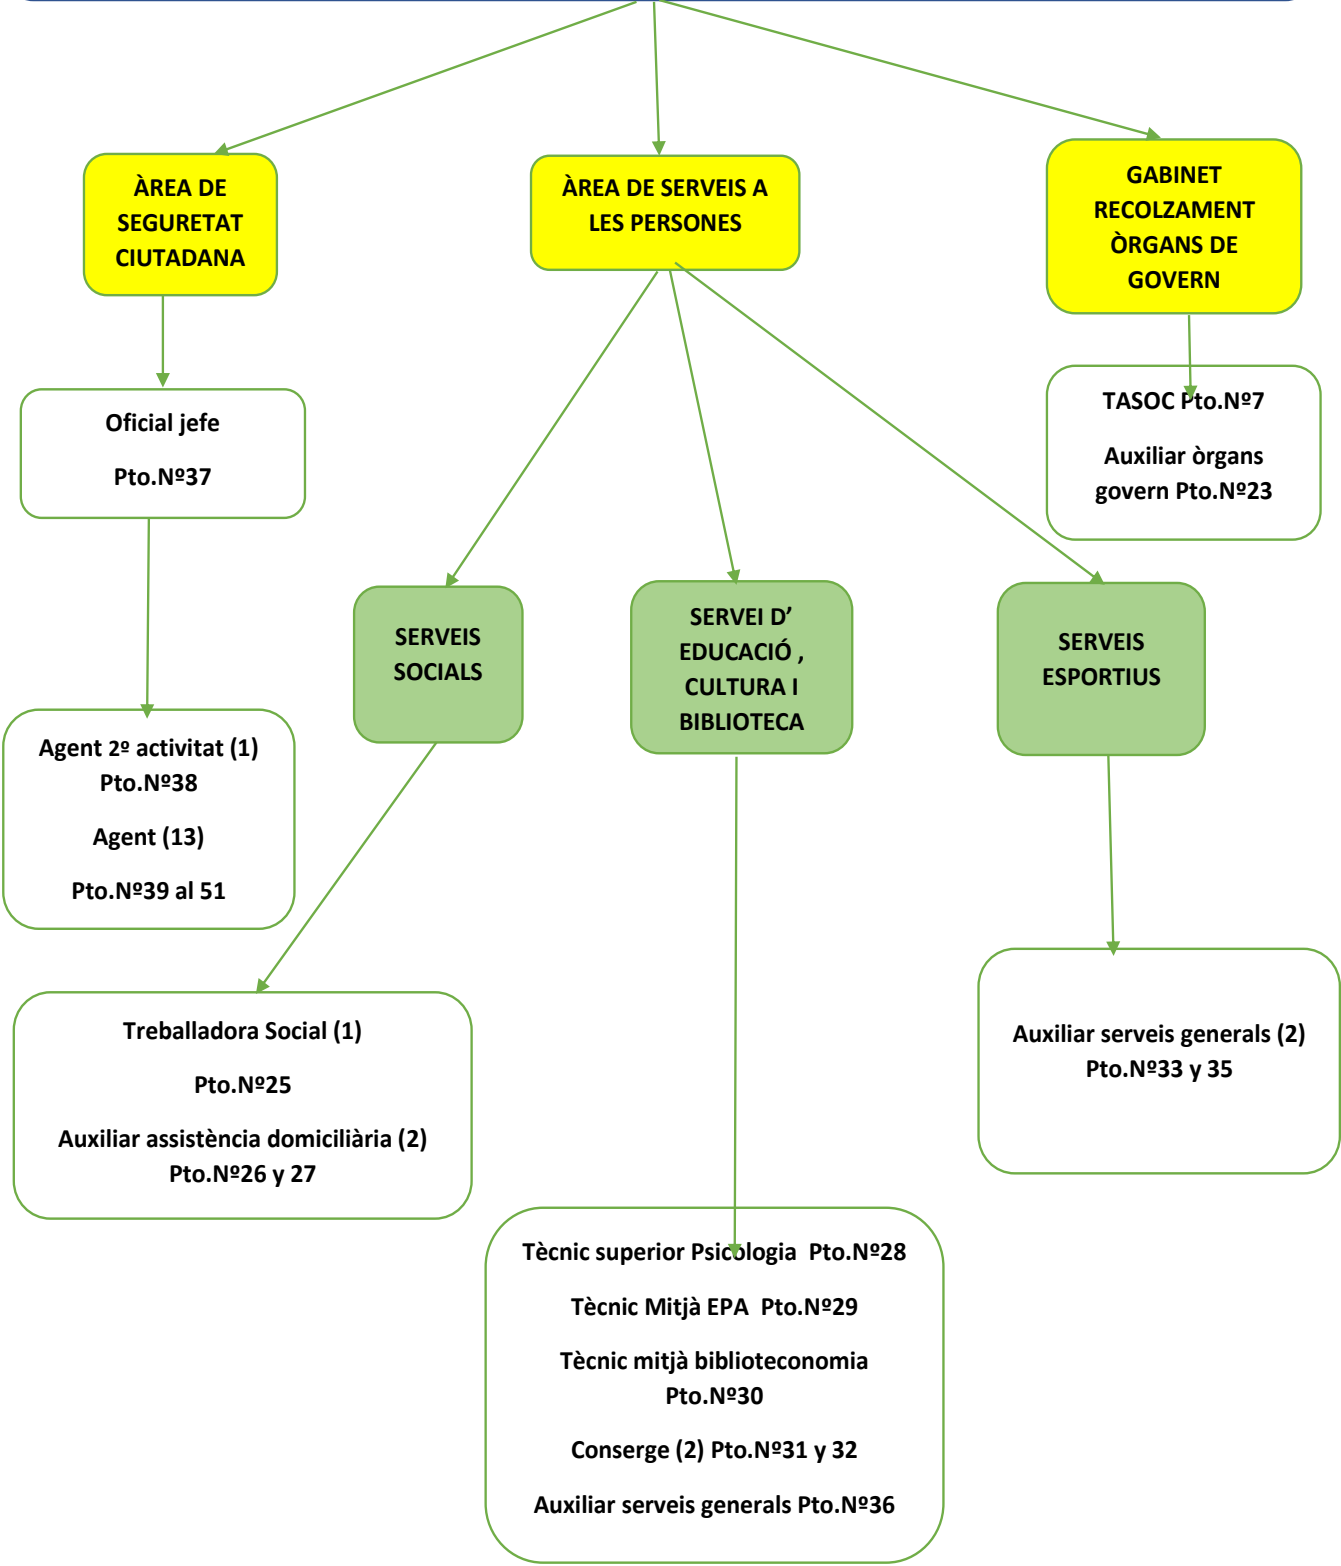 ÀREA DE
SEGURETAT
CIUTADANA
ÀREA DE SERVEIS A
LES PERSONES
GABINET
RECOLZAMENT
ÒRGANS DE
GOVERN
Oficial jefe
Pto.Nº37
TASOC Pto.Nº7
Auxiliar òrgans
govern Pto.Nº23
SERVEIS
SOCIALS
SERVEI D’
EDUCACIÓ ,
CULTURA I
BIBLIOTECA
SERVEIS
ESPORTIUS
Agent 2º activitat (1)
Pto.Nº38
Agent (13)
Pto.Nº39 al 51
Treballadora Social (1)
Pto.Nº25
Auxiliar assistència domiciliària (2)
Pto.Nº26 y 27
Auxiliar serveis generals (2)
Pto.Nº33 y 35
Tècnic superior Psicologia  Pto.Nº28
Tècnic Mitjà EPA  Pto.Nº29
Tècnic mitjà biblioteconomia
Pto.Nº30
Conserge (2) Pto.Nº31 y 32
Auxiliar serveis generals Pto.Nº36